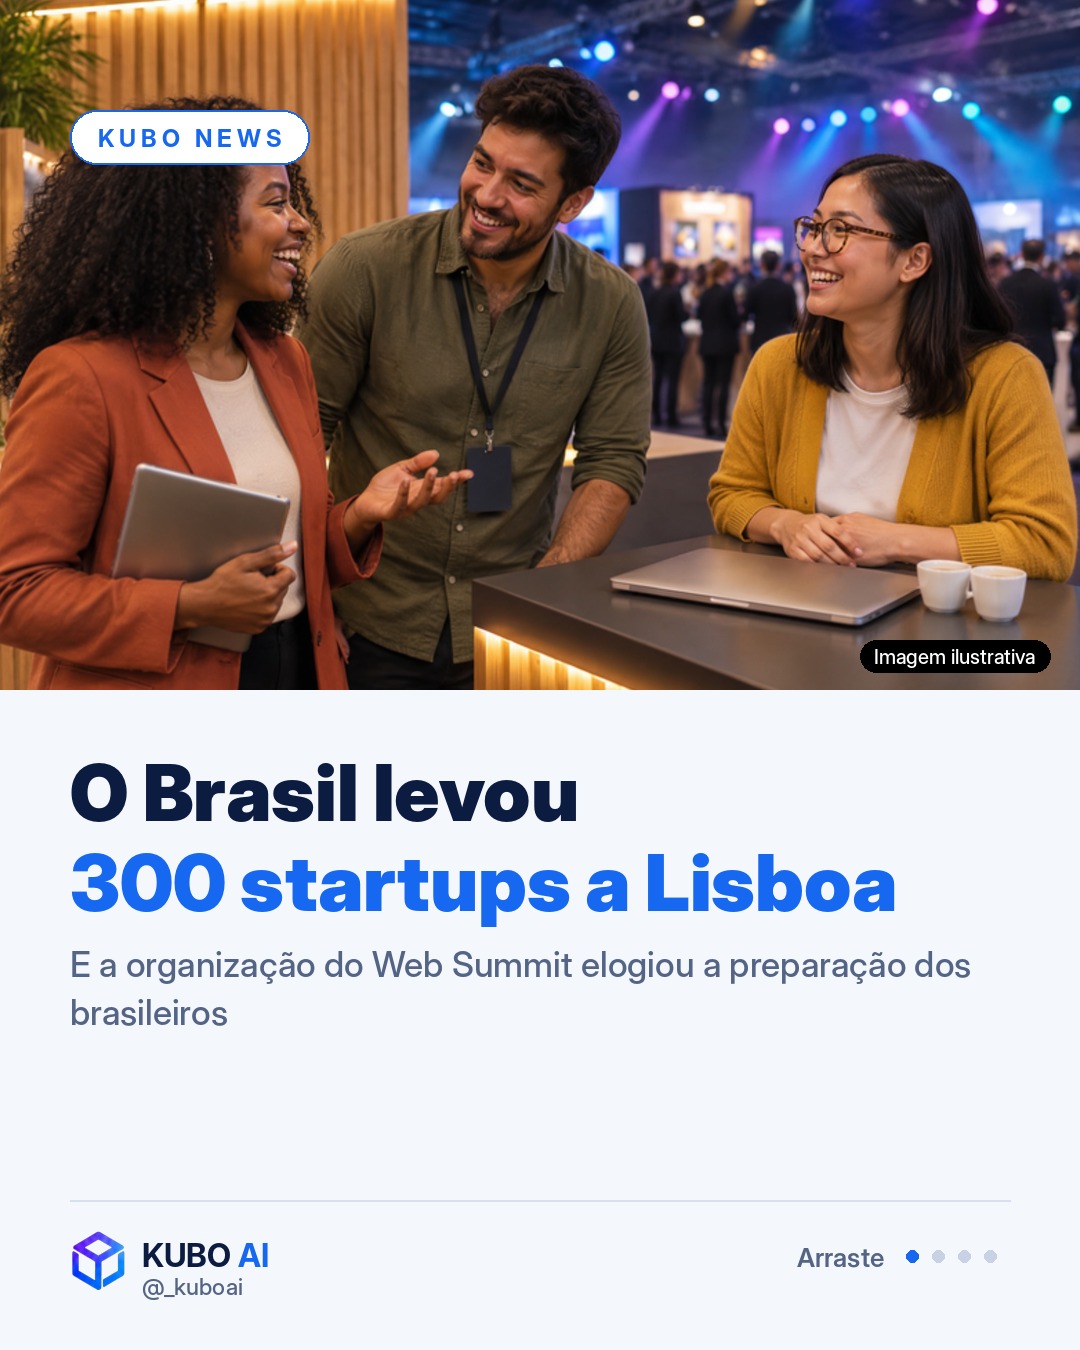 KUBO NEWS
Imagem ilustrativa
O Brasil levou
300 startups a Lisboa
E a organização do Web Summit elogiou a preparação dos
brasileiros
KUBO AI
@_kuboai
Arraste